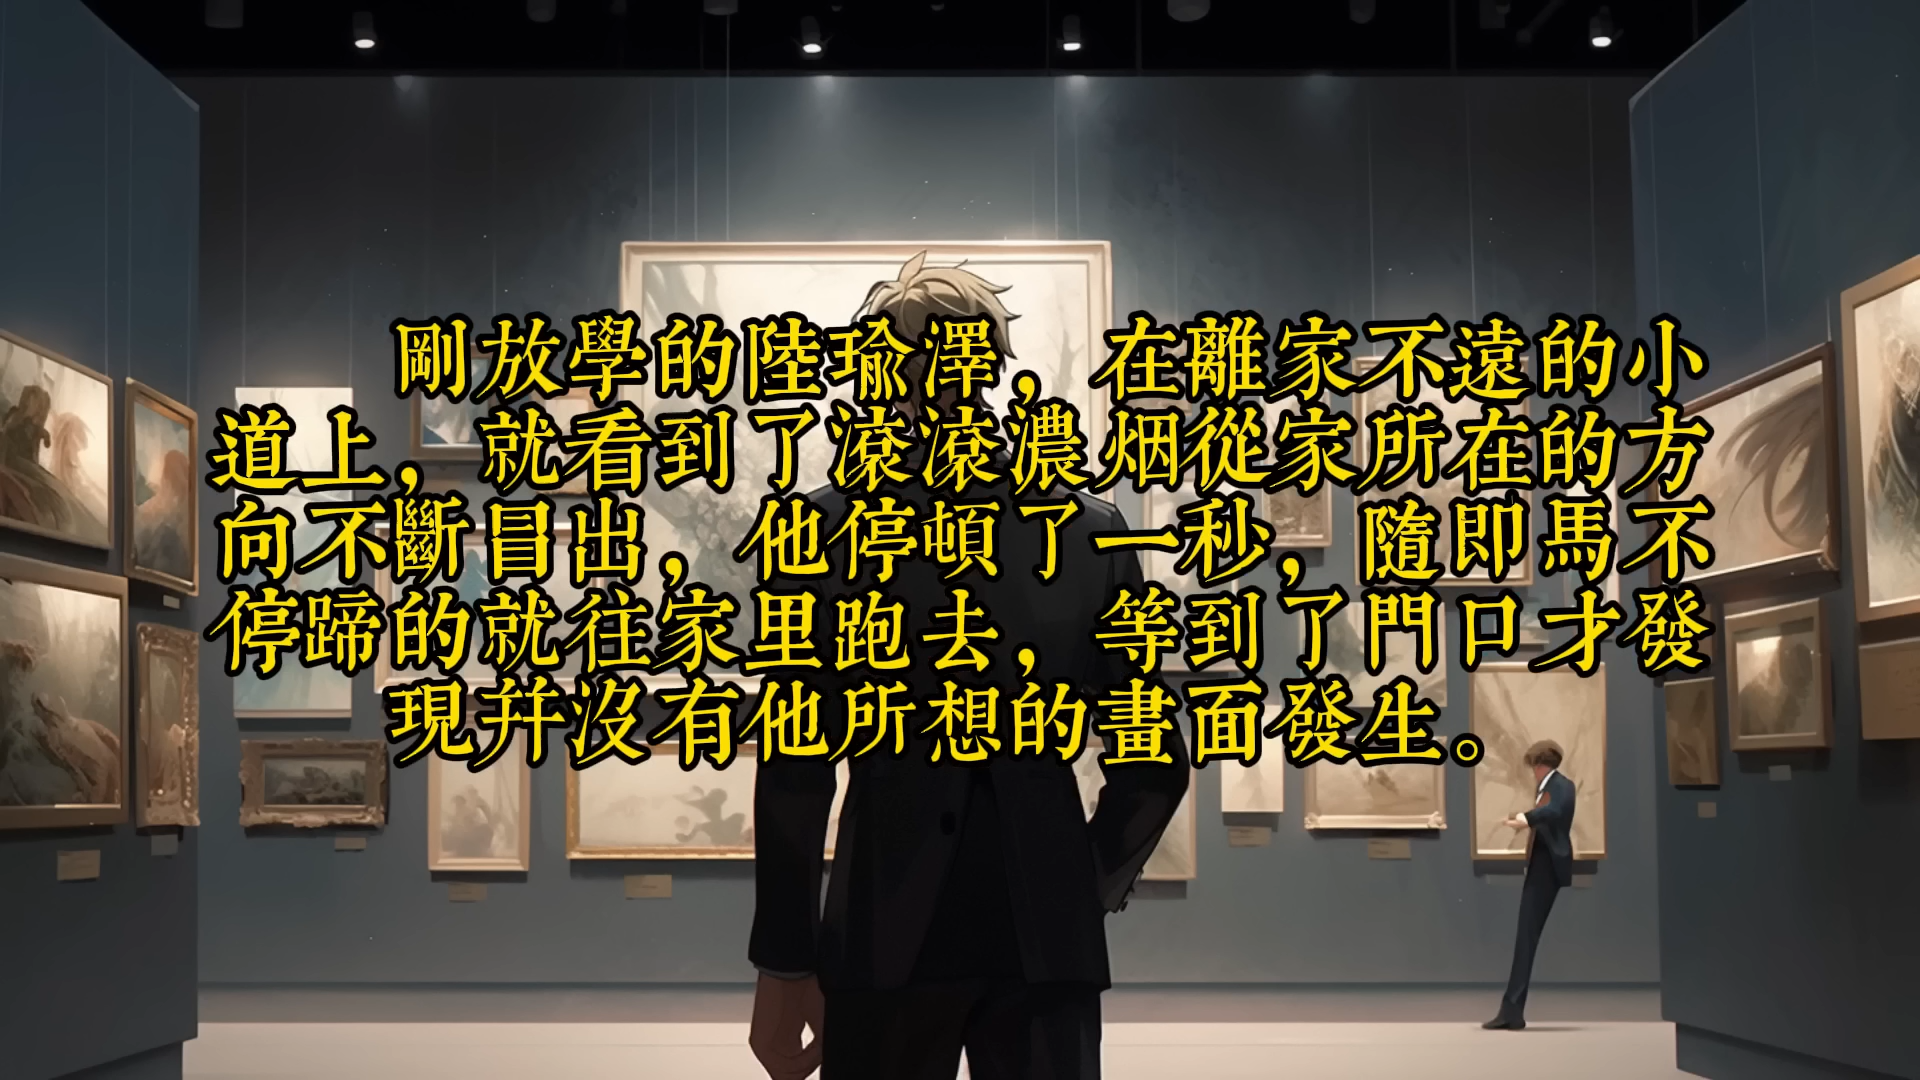 剛放學的陸瑜澤，在離家不遠的小
道上，就看到了滾滾濃烟從家所在的方
向不斷冒出，他停頓了一秒，隨即馬不
停蹄的就往家里跑去，等到了門口才發
現并沒有他所想的畫面發生。